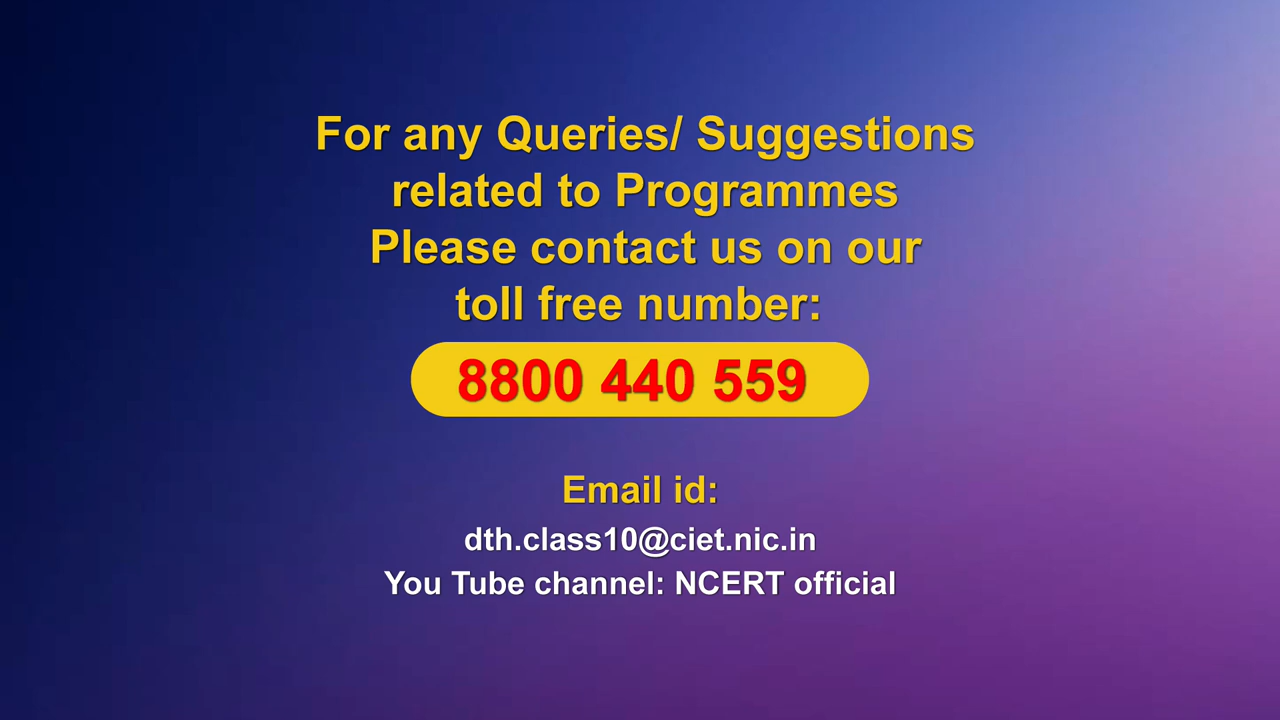 For any Queries/ Suggestions
related to Programmes
Please contact us on our
toll free number:
8800 440 559
Email id:
dth.class10@ciet.nic.in
You Tube channel: NCERT official